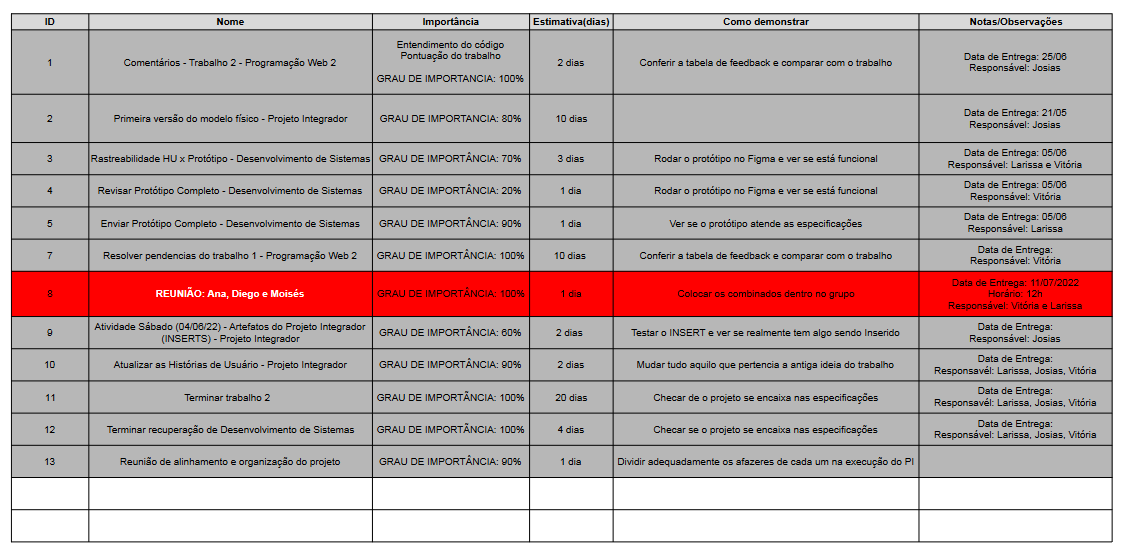 ID Nome Importância Estimativa(dias) Como demonstrar Notas/Observações
1 Comentários - Trabalho 2 - Programação Web 2 Entendimento do código
Pontuação do trabalho
GRAU DE IMPORTANCIA: 100% 2 dias Conferir a tabela de feedback e comparar com o trabalho Data de Entrega: 25/06
Responsável: Josias
2 Primeira versão do modelo físico - Projeto Integrador GRAU DE IMPORTANCIA: 80% 10 dias Data de Entrega: 21/05
Responsável: Josias
3 Rastreabilidade HU x Protótipo - Desenvolvimento de Sistemas GRAU DE IMPORTÂNCIA: 70% 3 dias Rodar o protótipo no Figma e ver se está funcional Data de Entrega: 05/06
Responsável: Larissa e Vitória
4 Revisar Protótipo Completo - Desenvolvimento de Sistemas GRAU DE IMPORTÂNCIA: 20% 1 dia Rodar o protótipo no Figma e ver se está funcional Data de Entrega: 05/06
Responsável: Vitória
5 Enviar Protótipo Completo - Desenvolvimento de Sistemas GRAU DE IMPORTÂNCIA: 90% 1 dia Ver se o protótipo atende as especificações Data de Entrega: 05/06
Responsável: Larissa
7 Resolver pendencias do trabalho 1 - Programação Web 2 GRAU DE IMPORTÂNCIA: 100% 10 dias Conferir a tabela de feedback e comparar com o trabalho Data de Entrega:
Responsável: Vitória
8 REUNIÃO: Ana, Diego e Moisés GRAU DE IMPORTÂNCIA: 100% 1 dia Colocar os combinados dentro no grupo Data de Entrega: 11/07/2022
Horário: 12h
Responsável: Vitória e Larissa
9 Atividade Sábado (04/06/22) - Artefatos do Projeto Integrador
(INSERTS) - Projeto Integrador GRAU DE IMPORTÂNCIA: 60% 2 dias Testar o INSERT e ver se realmente tem algo sendo Inserido Data de Entrega:
Responsável: Josias
10 Atualizar as Histórias de Usuário - Projeto Integrador GRAU DE IMPORTÂNCIA: 90% 2 dias Mudar tudo aquilo que pertencia a antiga ideia do trabalho Data de Entrega:
Responsavél: Larissa, Josias, Vitória
11 Terminar trabalho 2 GRAU DE IMPORTÂNCIA: 100% 20 dias Checar de o projeto se encaixa nas especificações Data de Entrega:
Responsavél: Larissa, Josias, Vitória
12 Terminar recuperação de Desenvolvimento de Sistemas GRAU DE IMPORTÂNCIA: 100% 4 dias Checar se o projeto se encaixa nas especificações Data de Entrega:
Responsavél: Larissa, Josias, Vitória
13 Reunião de alinhamento e organização do projeto GRAU DE IMPORTÂNCIA: 90% 1 dia Dividir adequadamente os afazeres de cada um na execução do PI